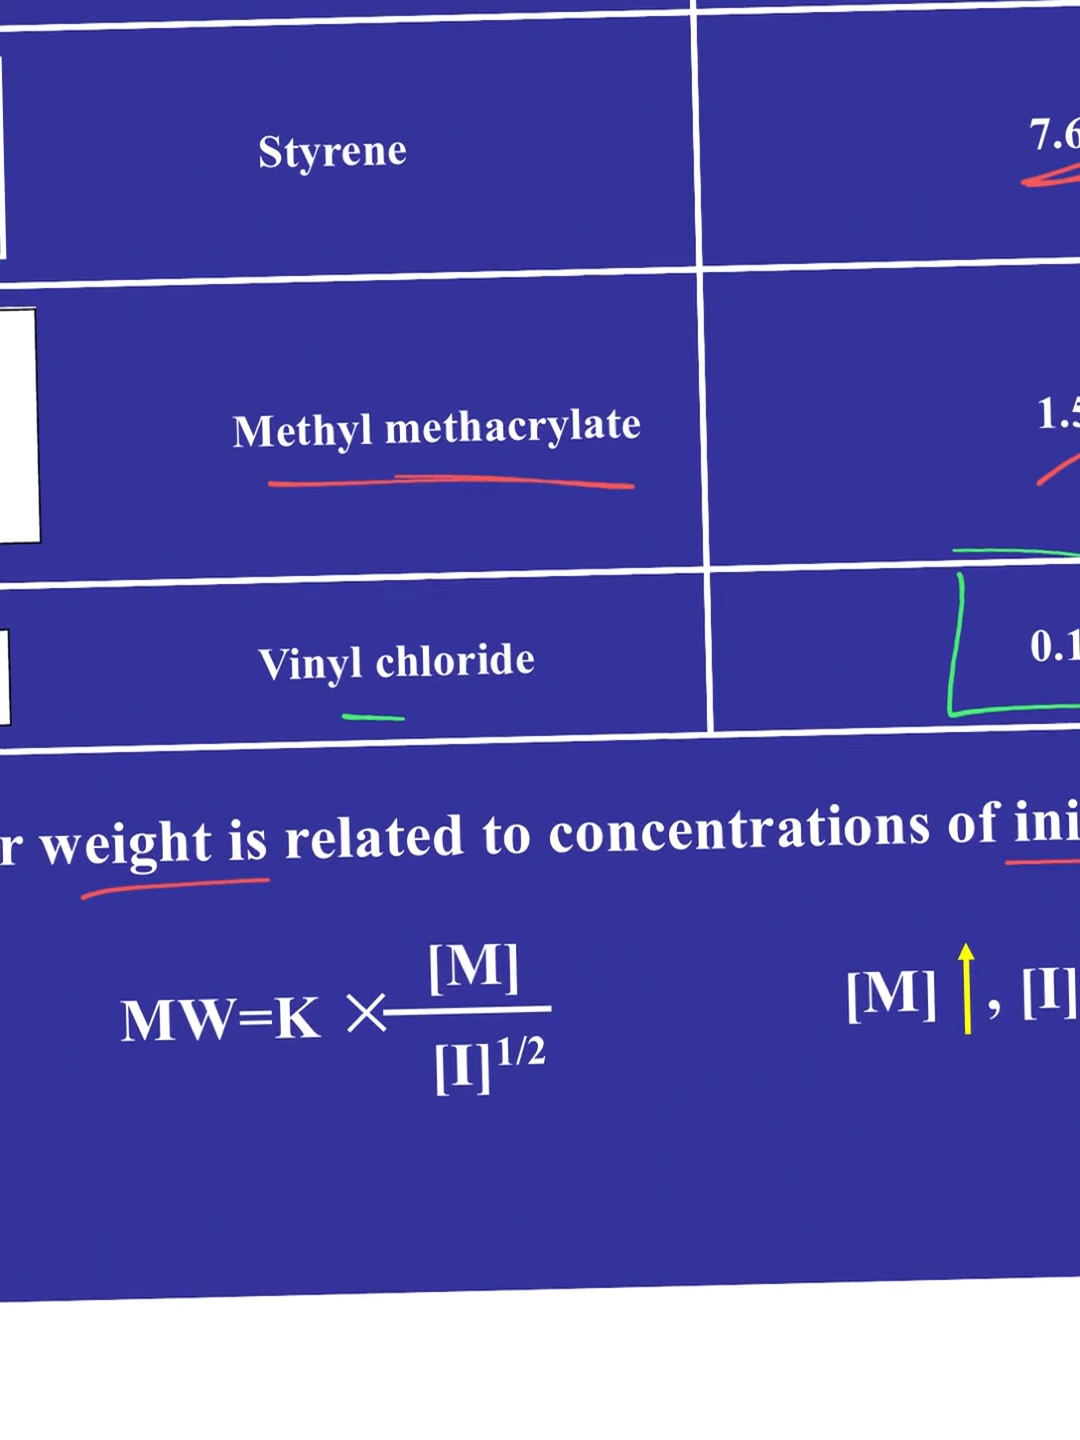 Styrene
7.6
Methyl methacrylate
1.5
Vinyl chloride
0.1
r weight is related to concentrations of ini
MW=K × [M]
[I]1/2
[M] ↑, [I]